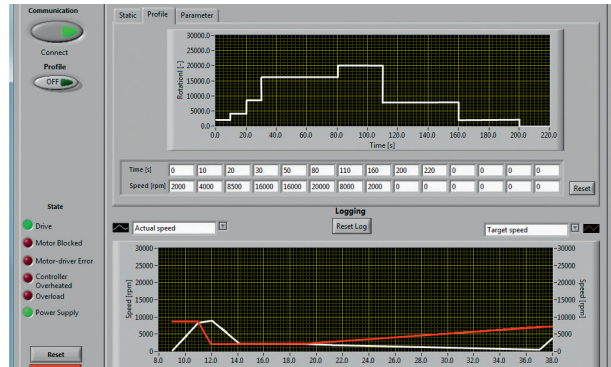 Communication
Connect
Profile
OFF
Static Profile Parameter
30000.0
25000.0
20000.0
15000.0
10000.0
5000.0
0.0
Rotationl [-]
0.0 20.0 40.0 60.0 80.0 100.0 120.0 140.0 160.0 180.0 200.0 220.0
Time [s]
Time [s] 0 10 20 30 50 80 110 160 200 220 0 0 0 0
Speed [rpm] 2000 4000 8500 16000 16000 20000 8000 2000 0 0 0 0 0 0
Reset
State
Drive
Motor Blocked
Motor-driver Error
Controller
Overheated
Overload
Power Supply
Reset
Logging
Actual speed
Reset Log
Target speed
30000
25000
20000
15000
10000
5000
0
Speed [rpm]
30000
25000
20000
15000
10000
5000
0
Speed [rpm]
8.0 10.0 12.0 14.0 16.0 18.0 20.0 22.0 24.0 26.0 28.0 30.0 32.0 34.0 36.0 38.0